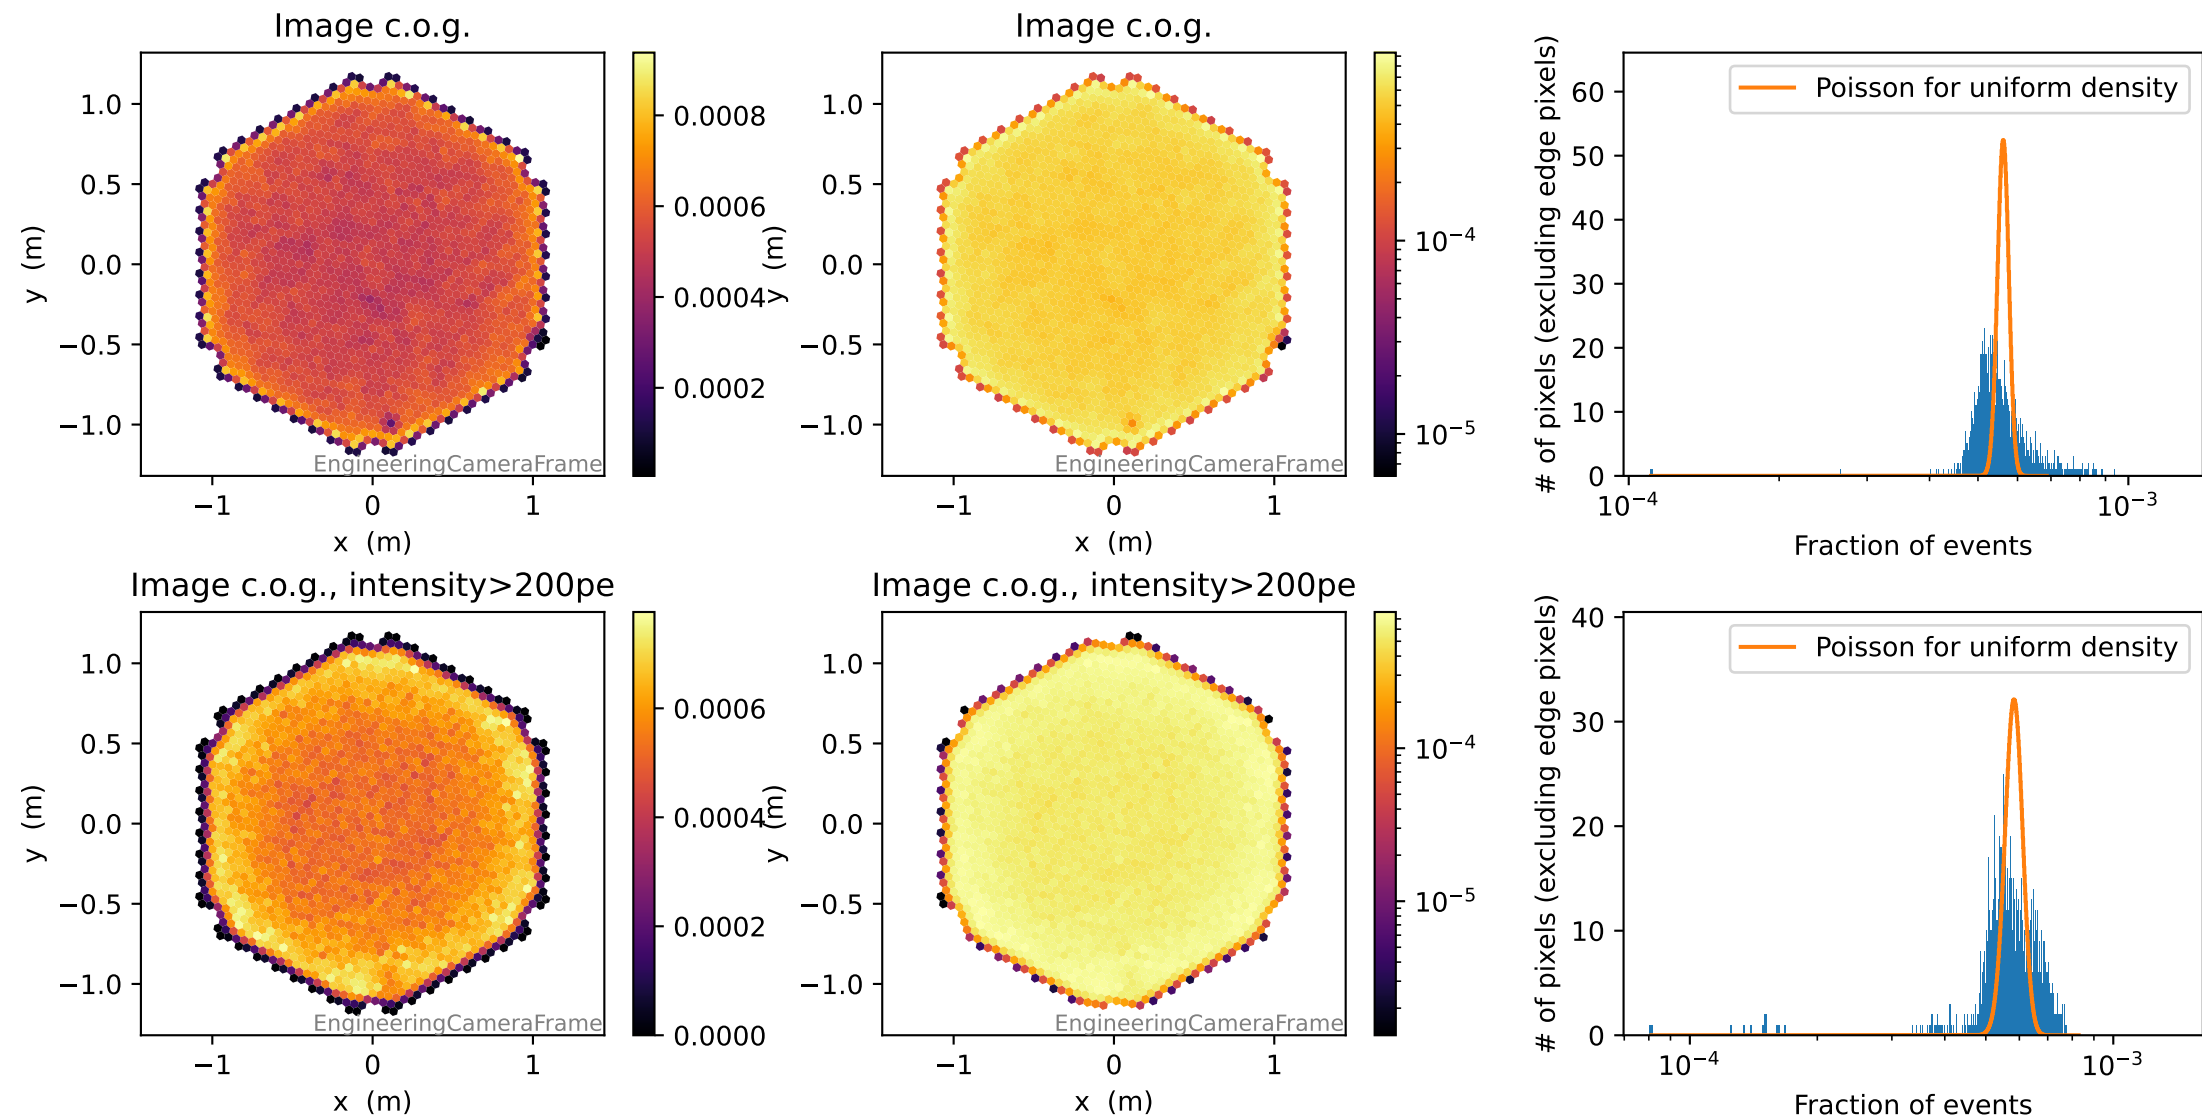 Image c.o.g.
1.0
0.5
0.0
−0.5
−1.0
y (m)
−1
0
1
x (m)
EngineeringCameraFrame
0.0008
0.0006
0.0004
0.0002
Image c.o.g.
1.0
0.5
0.0
−0.5
−1.0
y (m)
−1
0
1
x (m)
EngineeringCameraFrame
10⁻⁴
10⁻⁵
Poisson for uniform density
# of pixels (excluding edge pixels)
60
50
40
30
20
10
0
10⁻⁴
10⁻³
Fraction of events
Image c.o.g., intensity>200pe
1.0
0.5
0.0
−0.5
−1.0
y (m)
−1
0
1
x (m)
EngineeringCameraFrame
0.0006
0.0004
0.0002
0.0000
Image c.o.g., intensity>200pe
1.0
0.5
0.0
−0.5
−1.0
y (m)
−1
0
1
x (m)
EngineeringCameraFrame
10⁻⁴
10⁻⁵
Poisson for uniform density
# of pixels (excluding edge pixels)
40
30
20
10
0
10⁻⁴
10⁻³
Fraction of events